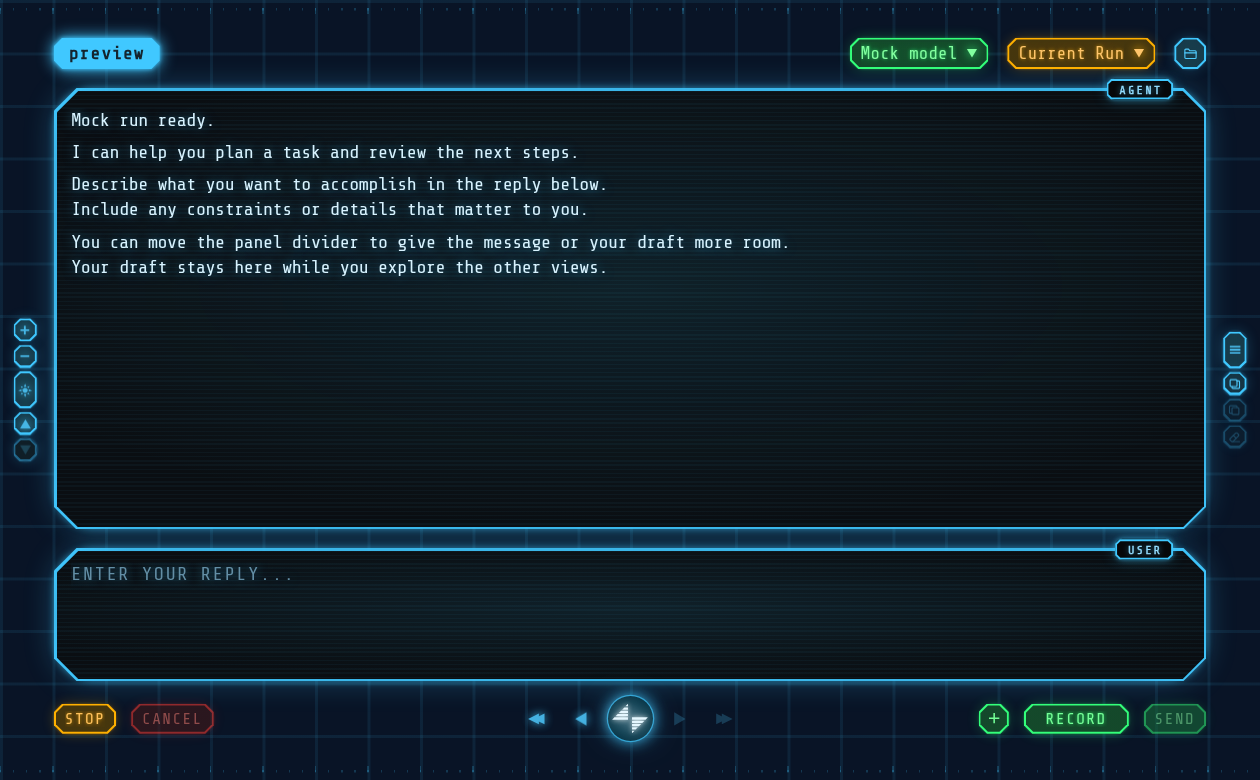 preview
Mock model
Current Run
AGENT
Mock run ready.
I can help you plan a task and review the next steps.
Describe what you want to accomplish in the reply below.
Include any constraints or details that matter to you.
You can move the panel divider to give the message or your draft more room.
Your draft stays here while you explore the other views.
USER
ENTER YOUR REPLY...
STOP
CANCEL
RECORD
SEND